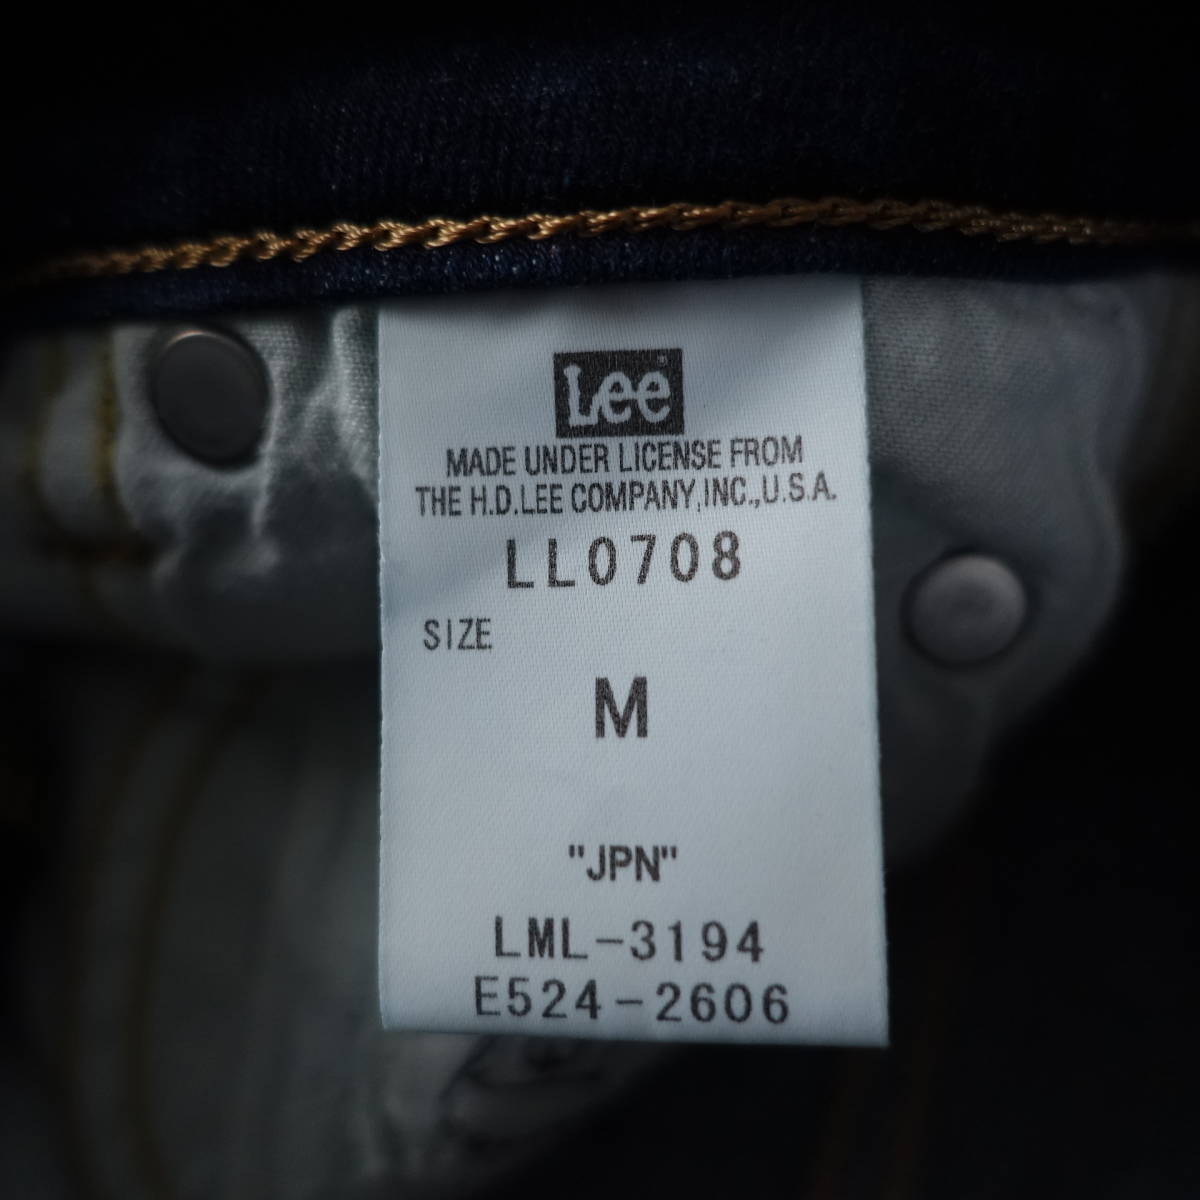 Lee
MADE UNDER LICENSE FROM
THE H.D.LEE COMPANY,INC.,U.S.A.
LL0708
SIZE
M
"JPN"
LML-3194
E524-2606